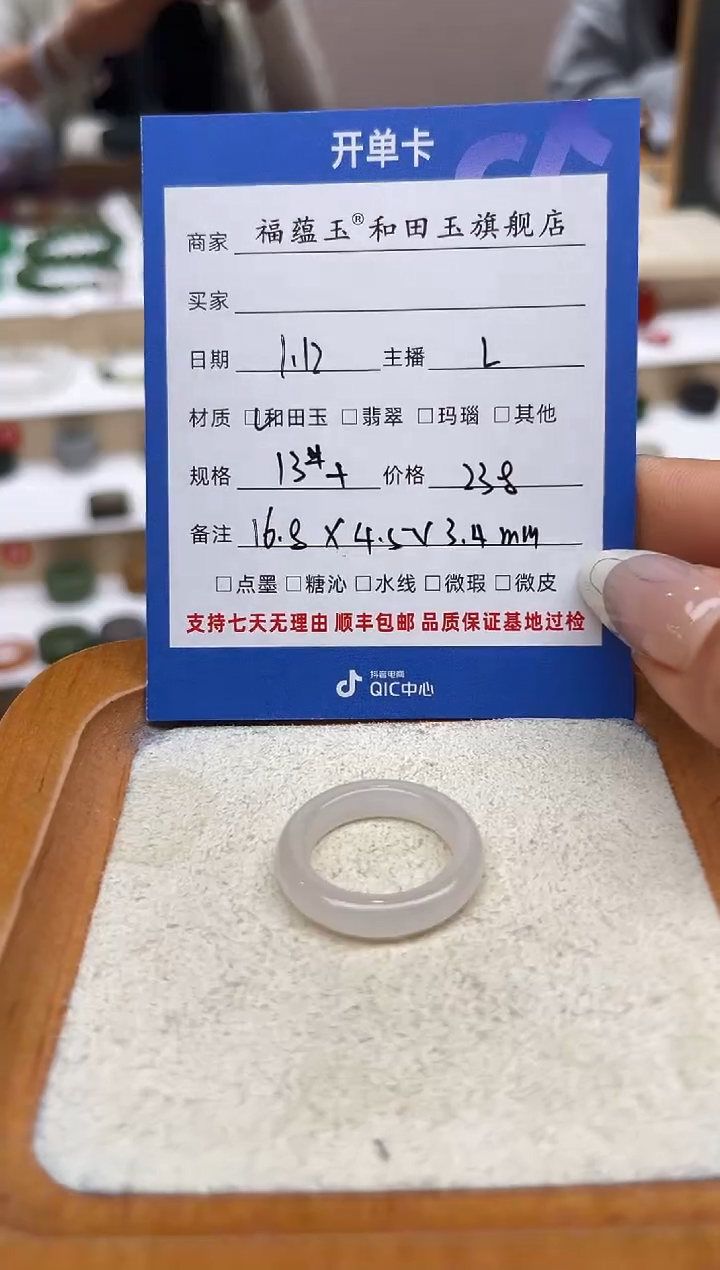 开单卡
商家 福蕴玉®和田玉旗舰店
买家
日期 1.12 主播 L
材质 □和田玉 □翡翠 □玛瑙 □其他
规格 13#+ 价格 238
备注 16.8 X 4.5 X 3.4 mm
□点墨 □糖沁 □水线 □微瑕 □微皮
支持七天无理由 顺丰包邮 品质保证基地过检
抖音电商
QIC中心